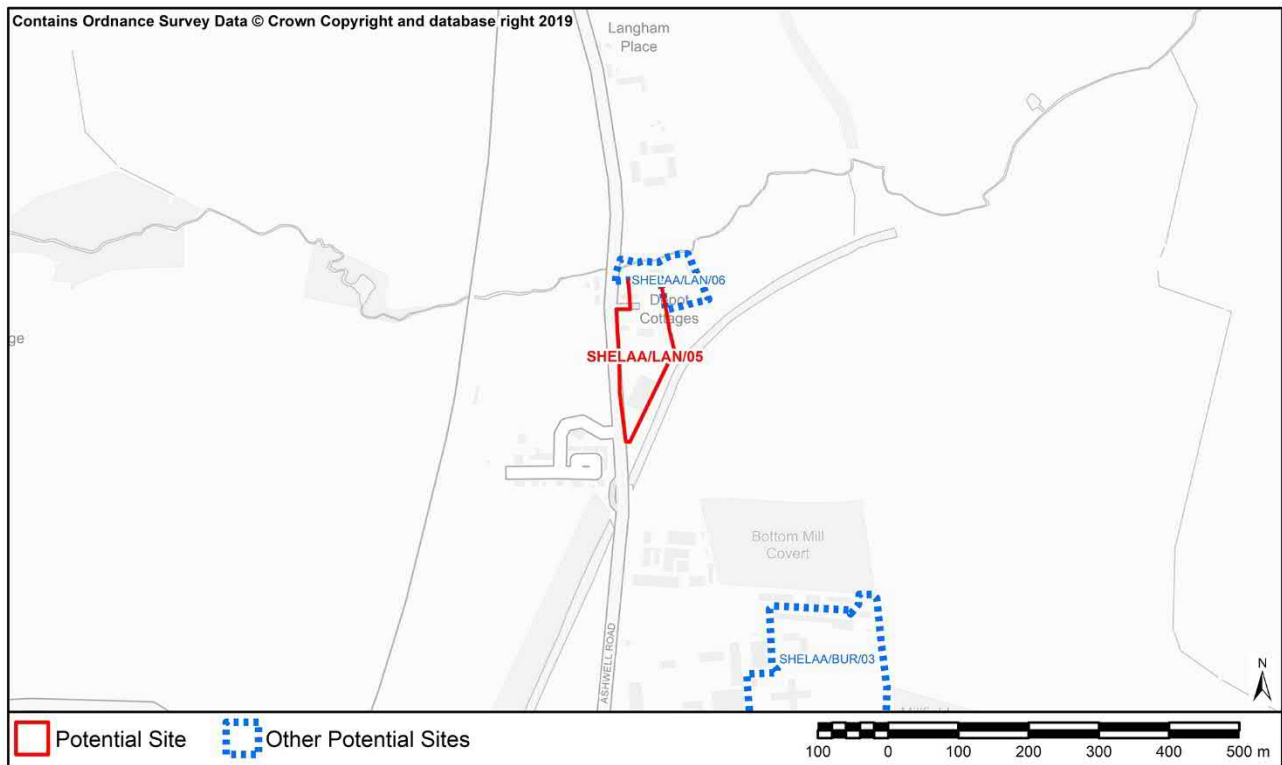 Contains Ordnance Survey Data © Crown Copyright and database right 2019
Langham
Place
SHELAA/LAN/06
Depot
Cottages
ge
SHELAA/LAN/05
Bottom Mill
Covert
ASHWELL ROAD
SHELAA/BUR/03
N
Potential Site
Other Potential Sites
100 0 100 200 300 400 500 m